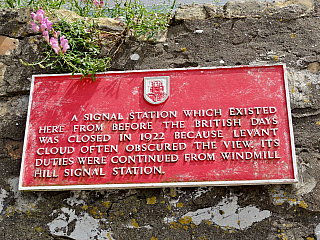 A SIGNAL STATION WHICH EXISTED
HERE FROM BEFORE THE BRITISH DAYS
WAS CLOSED IN 1922 BECAUSE LEVANT
CLOUD OFTEN OBSCURED THE VIEW. ITS
DUTIES WERE CONTINUED FROM WINDMILL
HILL SIGNAL STATION.